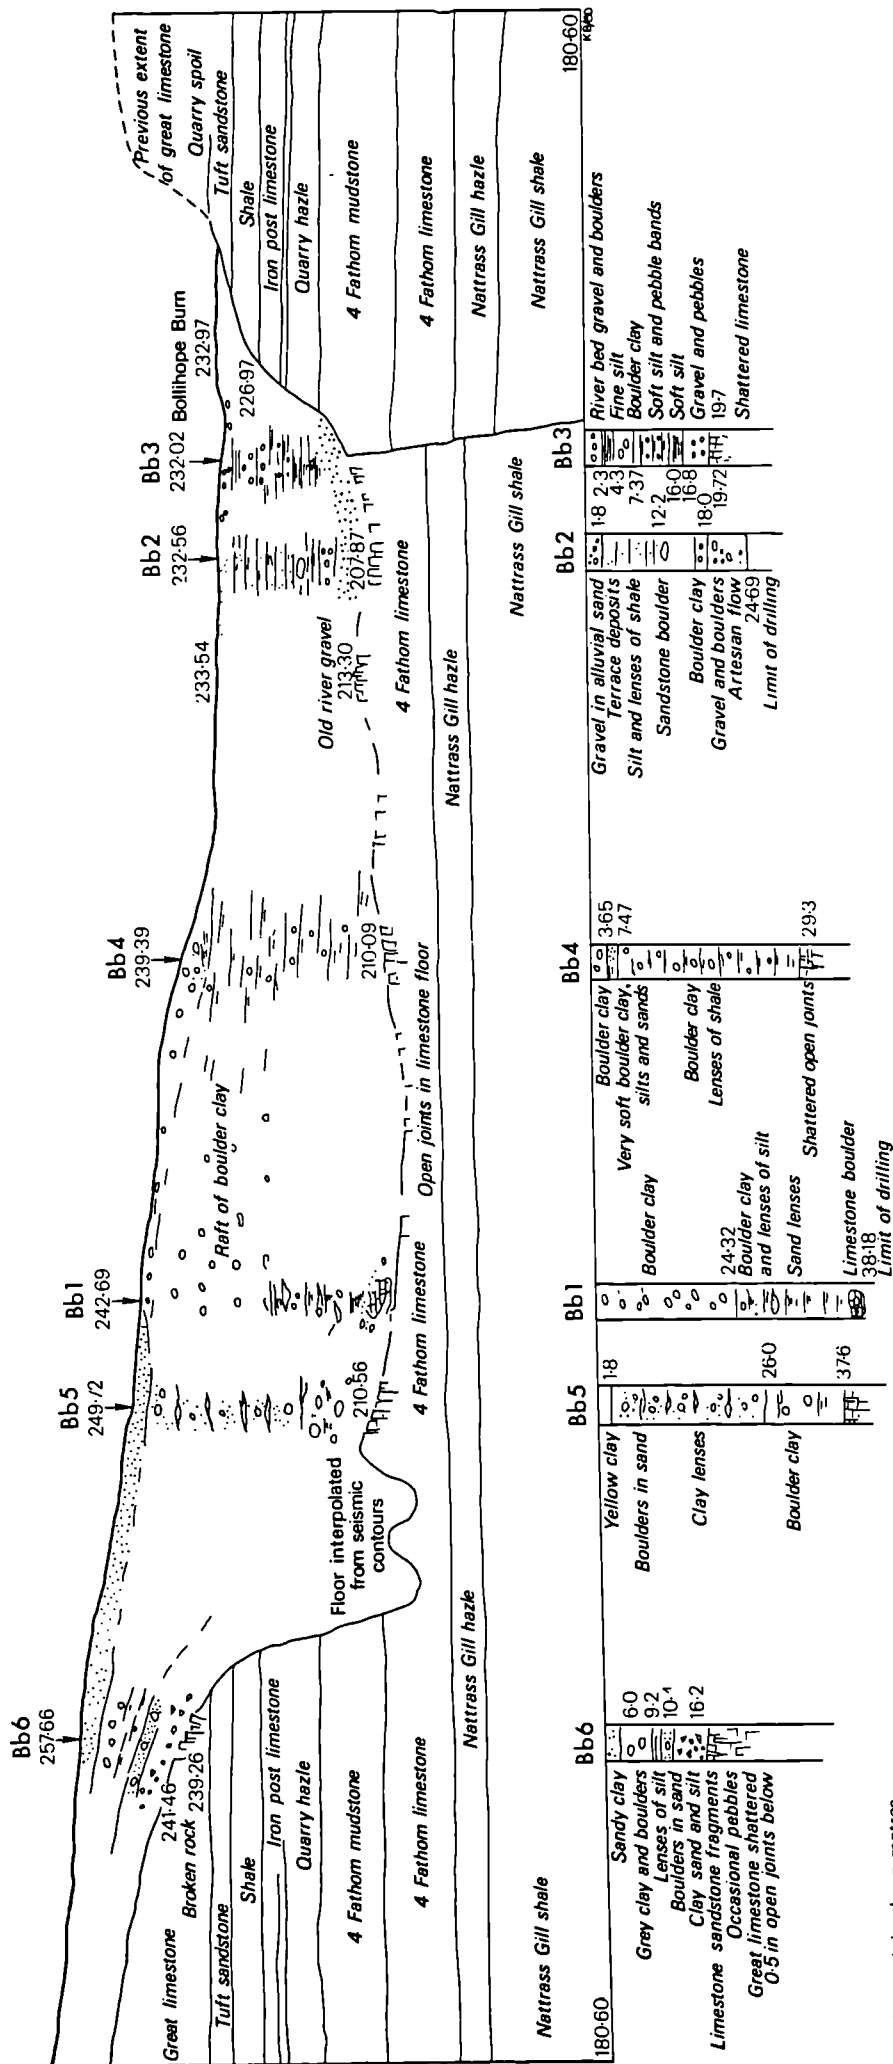 Bb6
257·66
Bb5
249·72
Bb1
242·69
Bb4
239·39
233·54
Bb2
232·56
Bb3
232·02
Bollihope Burn
232·97
226·97
Previous extent
of great limestone
Quarry spoil
Tuft sandstone
Shale
Iron post limestone
Quarry hazle
4 Fathom mudstone
4 Fathom limestone
Nattrass Gill hazle
Nattrass Gill shale
180·60
Great limestone
241·46
Broken rock
239·26
Tuft sandstone
Shale
Iron post limestone
Quarry hazle
4 Fathom mudstone
4 Fathom limestone
Nattrass Gill hazle
Nattrass Gill shale
180·60
Floor interpolated
from seismic
contours
210·56
4 Fathom limestone
Raft of boulder clay
Open joints in limestone floor
210·09
Old river gravel
213·30
207·87
4 Fathom limestone
Nattrass Gill hazle
Nattrass Gill shale
Bb6
6·0
9·2
16·2
Sandy clay
Grey clay and boulders
Lenses of silt
Boulders in sand
Clay sand and silt
Limestone sandstone fragments
Occasional pebbles
Great limestone shattered
0·5 in open joints below
Bb5
1·8
26·0
37·6
Yellow clay
Boulders in sand
Clay lenses
Boulder clay
Bb1
Boulder clay
24·32
Boulder clay
and lenses of silt
Sand lenses
Limestone boulder
38·18
Limit of drilling
Bb4
3·65
7·47
29·3
Boulder clay
Very soft boulder clay,
silts and sands
Boulder clay
Lenses of shale
Shattered open joints
Bb2
Gravel in alluvial sand
Terrace deposits
Silt and lenses of shale
Sandstone boulder
Boulder clay
Gravel and boulders
Artesian flow
24·69
Limit of drilling
1·8
12·2
18·0
Bb3
2·3
4·3
7·37
16·0
16·8
19·72
River bed gravel and boulders
Fine silt
Boulder clay
Soft silt and pebble bands
Soft silt
Gravel and pebbles
19·7
Shattered limestone